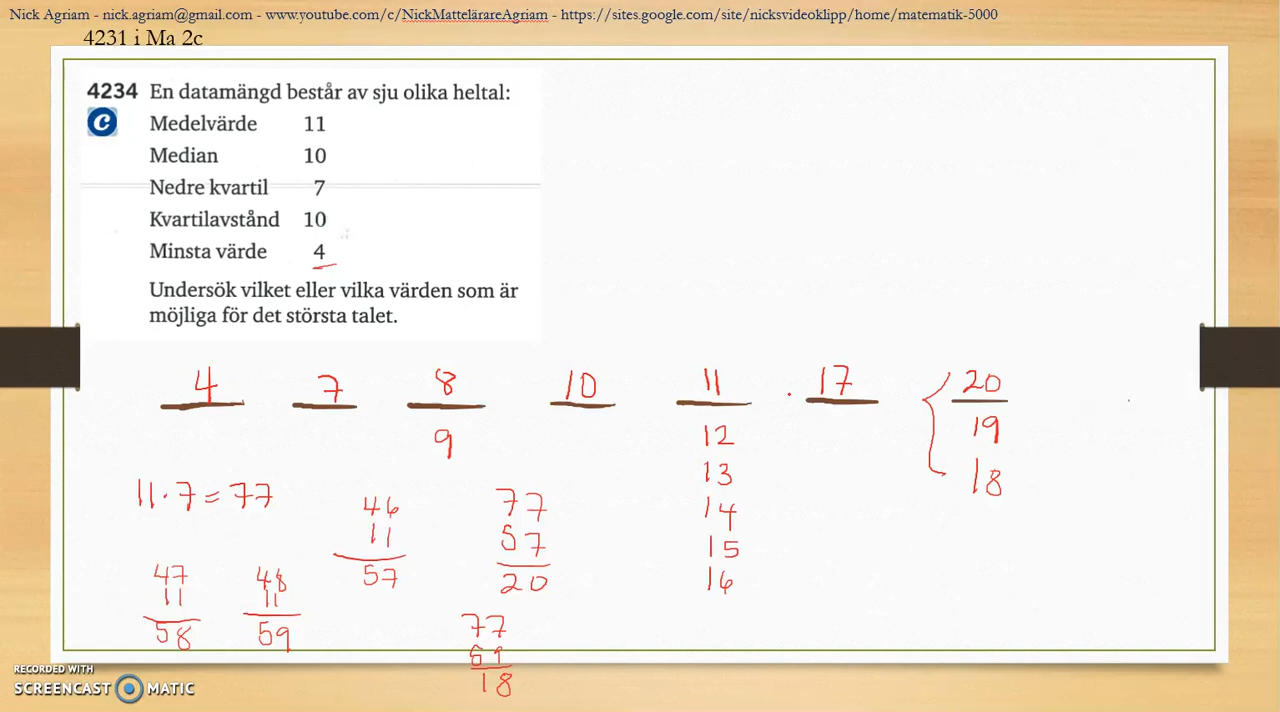 Nick Agriam - nick.agriam@gmail.com - www.youtube.com/c/NickMattelärareAgriam - https://sites.google.com/site/nicksvideoklipp/home/matematik-5000
4231 i Ma 2c
4234 En datamängd består av sju olika heltal:
C
Medelvärde 11
Median 10
Nedre kvartil 7
Kvartilavstånd 10
Minsta värde 4
Undersök vilket eller vilka värden som är
möjliga för det största talet.
4 7 8 10 11 17 20
9 12 19
13 18
14
15
16
11 · 7 = 77
46
11
57
77
57
20
47
11
58
48
11
59
77
59
18
RECORDED WITH
SCREENCAST MATIC